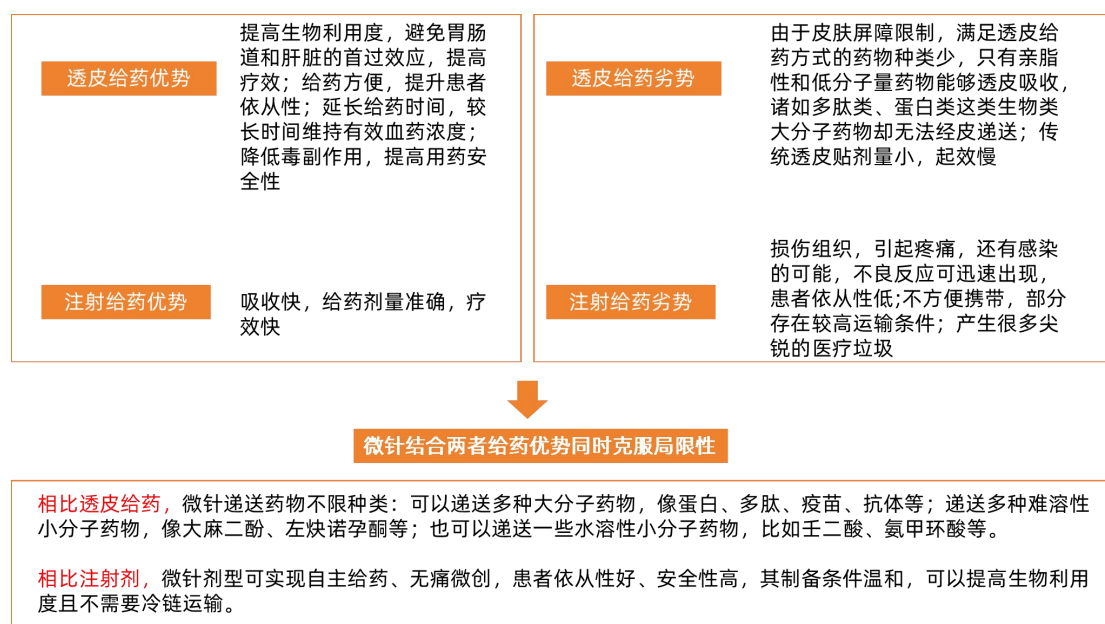 透皮给药优势
提高生物利用度，避免胃肠
道和肝脏的首过效应，提高
疗效；给药方便，提升患者
依从性；延长给药时间，较
长时间维持有效血药浓度；
降低毒副作用，提高用药安
全性
注射给药优势
吸收快，给药剂量准确，疗
效快
透皮给药劣势
由于皮肤屏障限制，满足透皮给
药方式的药物种类少，只有亲脂
性和低分子量药物能够透皮吸收，
诸如多肽类、蛋白类这类生物类
大分子药物却无法经皮递送；传
统透皮贴剂量小，起效慢
注射给药劣势
损伤组织，引起疼痛，还有感染
的可能，不良反应可迅速出现，
患者依从性低;不方便携带，部分
存在较高运输条件；产生很多尖
锐的医疗垃圾
微针结合两者给药优势同时克服局限性
相比透皮给药，微针递送药物不限种类：可以递送多种大分子药物，像蛋白、多肽、疫苗、抗体等；递送多种难溶性
小分子药物，像大麻二酚、左炔诺孕酮等；也可以递送一些水溶性小分子药物，比如壬二酸、氨甲环酸等。
相比注射剂，微针剂型可实现自主给药、无痛微创，患者依从性好、安全性高，其制备条件温和，可以提高生物利用
度且不需要冷链运输。